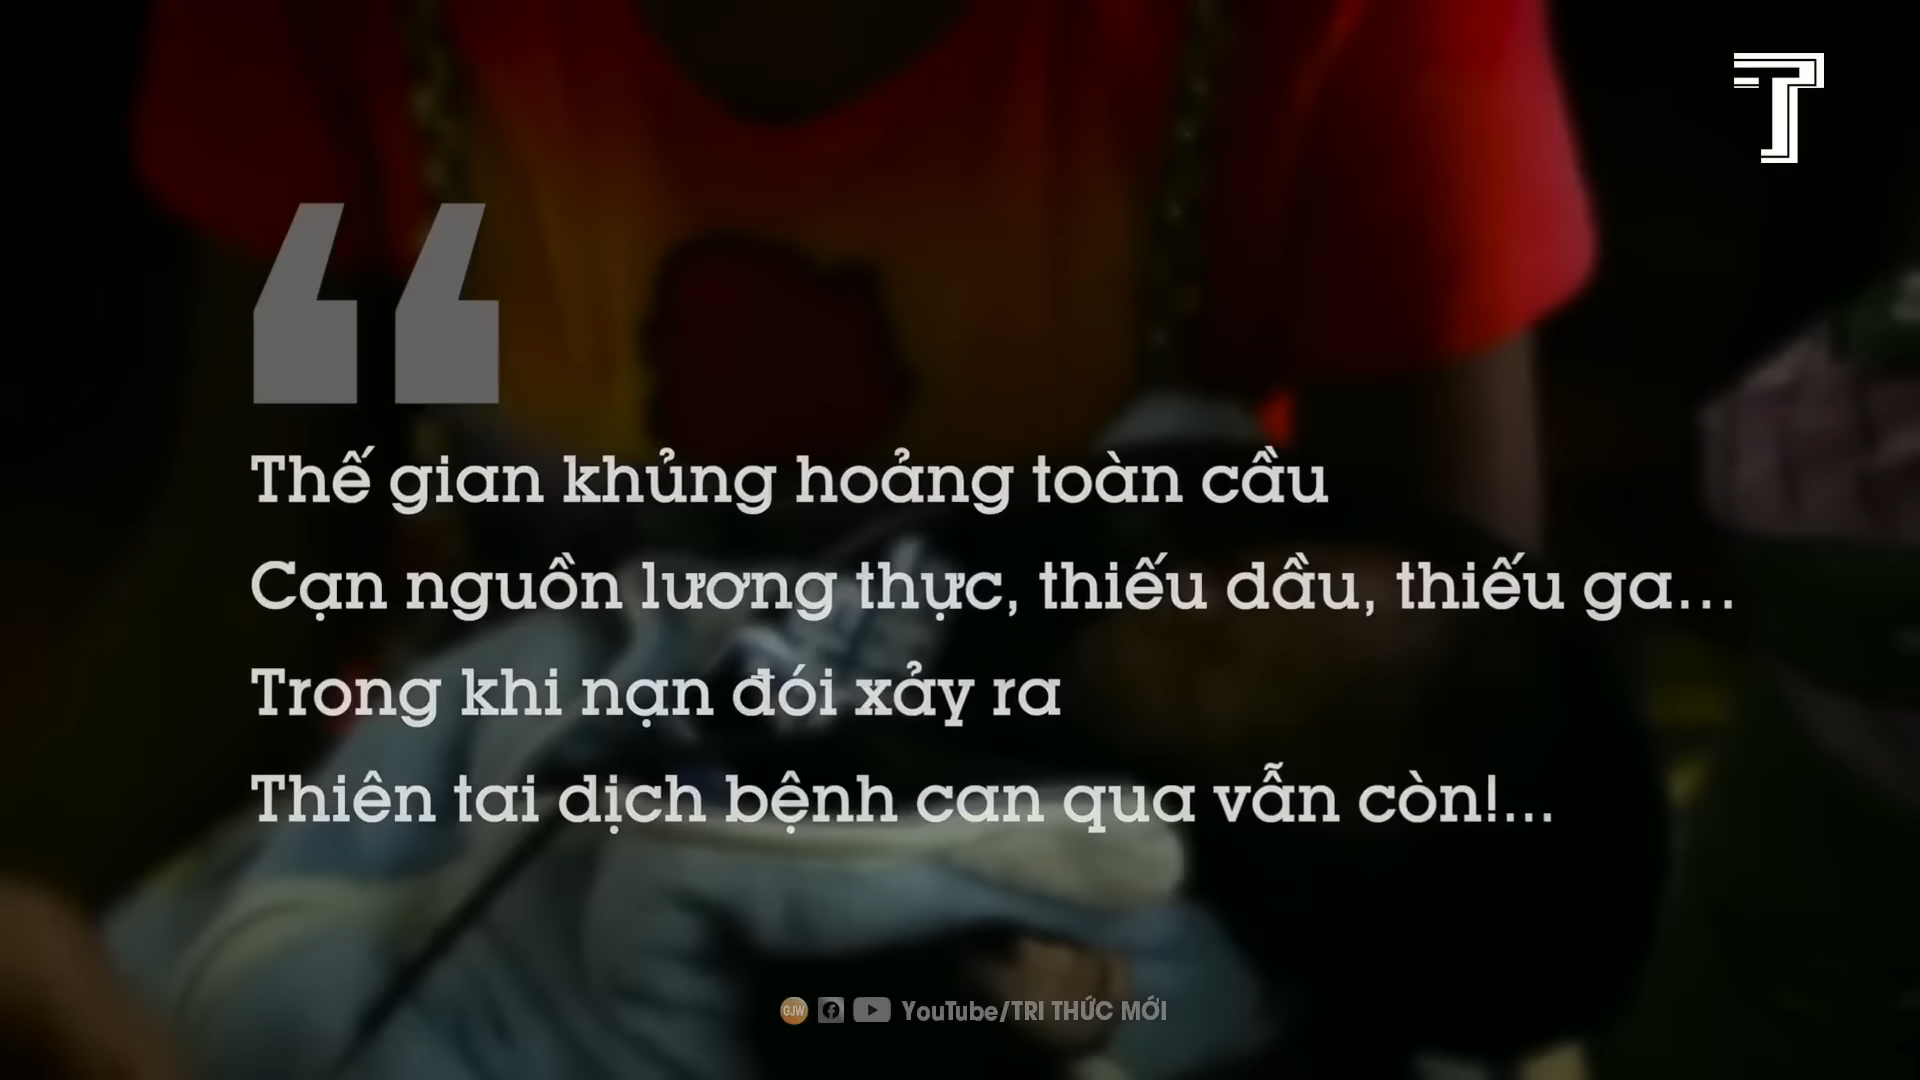 Thế gian khủng hoảng toàn cầu
Cạn nguồn lương thực, thiếu dầu, thiếu ga...
Trong khi nạn đói xảy ra
Thiên tai dịch bệnh can qua vẫn còn!...
GJW YouTube/TRI THỨC MỚI